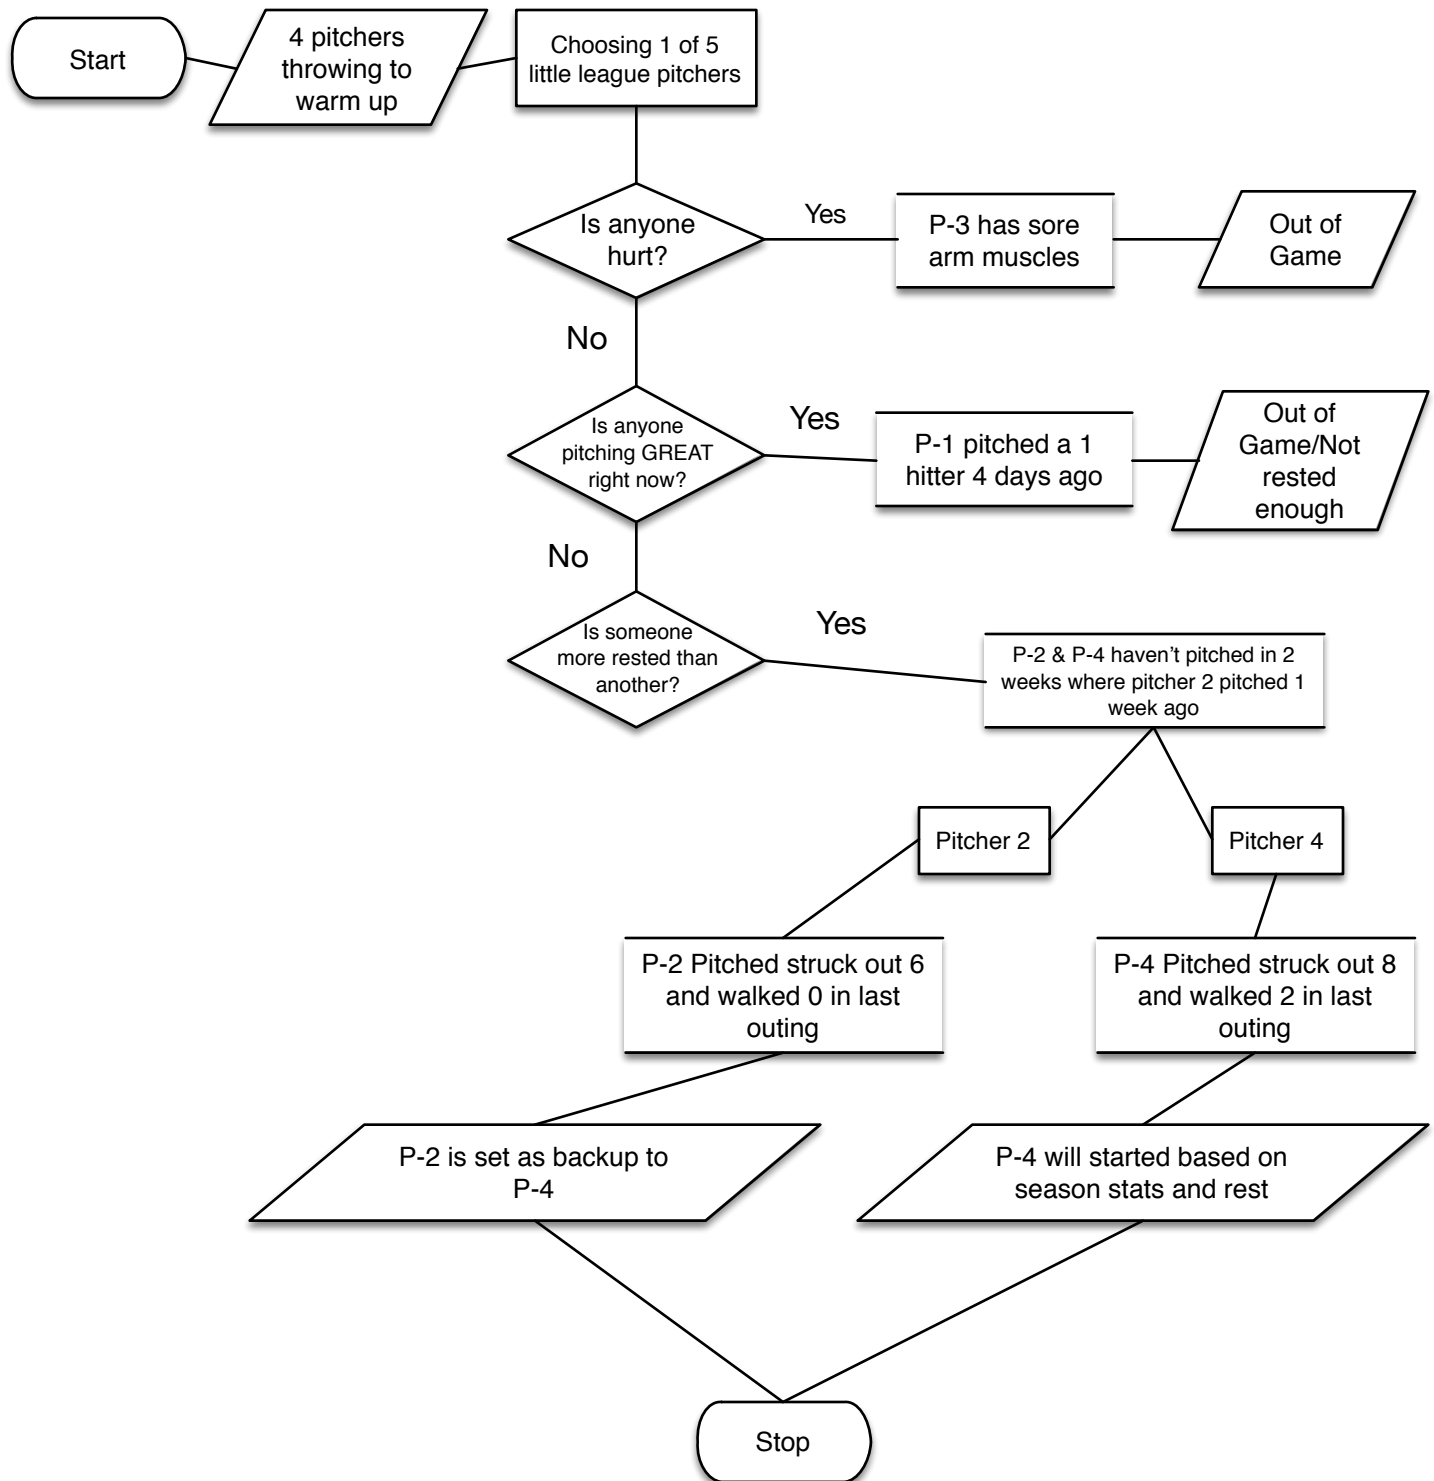 Start
4 pitchers
throwing to
warm up
Choosing 1 of 5
little league pitchers
Is anyone
hurt?
Yes
P-3 has sore
arm muscles
Out of
Game
No
Is anyone
pitching GREAT
right now?
Yes
P-1 pitched a 1
hitter 4 days ago
Out of
Game/Not
rested
enough
No
Is someone
more rested than
another?
Yes
P-2 & P-4 haven't pitched in 2
weeks where pitcher 2 pitched 1
week ago
Pitcher 2
Pitcher 4
P-2 Pitched struck out 6
and walked 0 in last
outing
P-4 Pitched struck out 8
and walked 2 in last
outing
P-2 is set as backup to
P-4
P-4 will started based on
season stats and rest
Stop